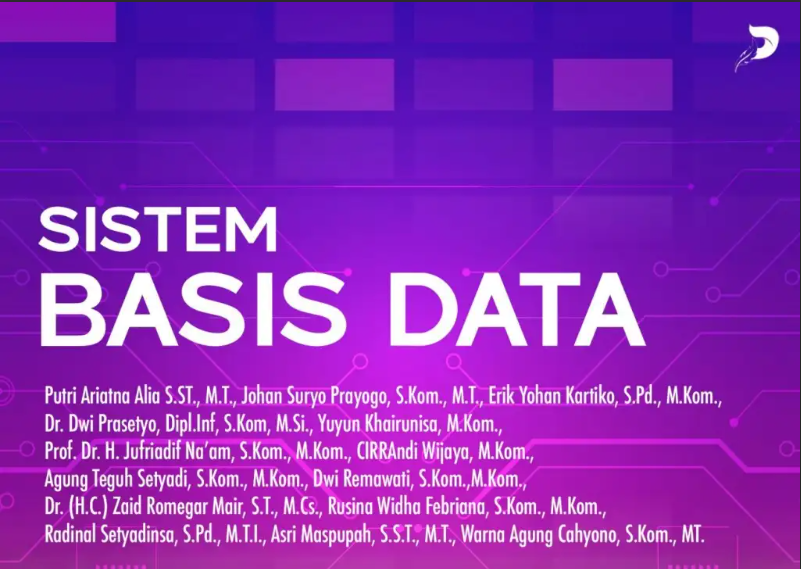 SISTEM
BASIS DATA
Putri Ariatna Alia S.ST., M.T., Johan Suryo Prayogo, S.Kom., M.T., Erik Yohan Kartiko, S.Pd., M.Kom.,
Dr. Dwi Prasetyo, Dipl.Inf, S.Kom, M.Si., Yuyun Khairunisa, M.Kom.,
Prof. Dr. H. Jufriadif Na'am, S.Kom., M.Kom., CIRRAndi Wijaya, M.Kom.,
Agung Teguh Setyadi, S.Kom., M.Kom., Dwi Remawati, S.Kom.,M.Kom.,
Dr. (H.C.) Zaid Romegar Mair, S.T., M.Cs., Rusina Widha Febriana, S.Kom., M.Kom.,
Radinal Setyadinsa, S.Pd., M.T.I., Asri Maspupah, S.S.T., M.T., Warna Agung Cahyono, S.Kom., MT.